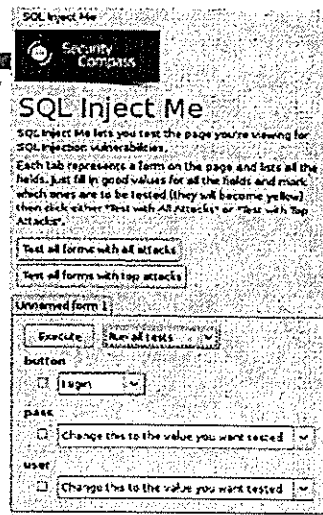 SQL Inject Me
Security
Compass
SQL Inject Me
SQL Inject Me lets you test the page you're viewing for
SQL Injection vulnerabilities.
Each tab represents a form on the page and lists all the
fields. Just fill in good values for all the fields and mark
which ones are to be tested (they will become yellow)
then click either "Test with All Attacks" or "Test with Top
Attacks".
Test all forms with all attacks
Test all forms with top attacks
Unnamed form 1
Execute Run all tests
button
Login
pass
Change this to the value you want tested
user
Change this to the value you want tested